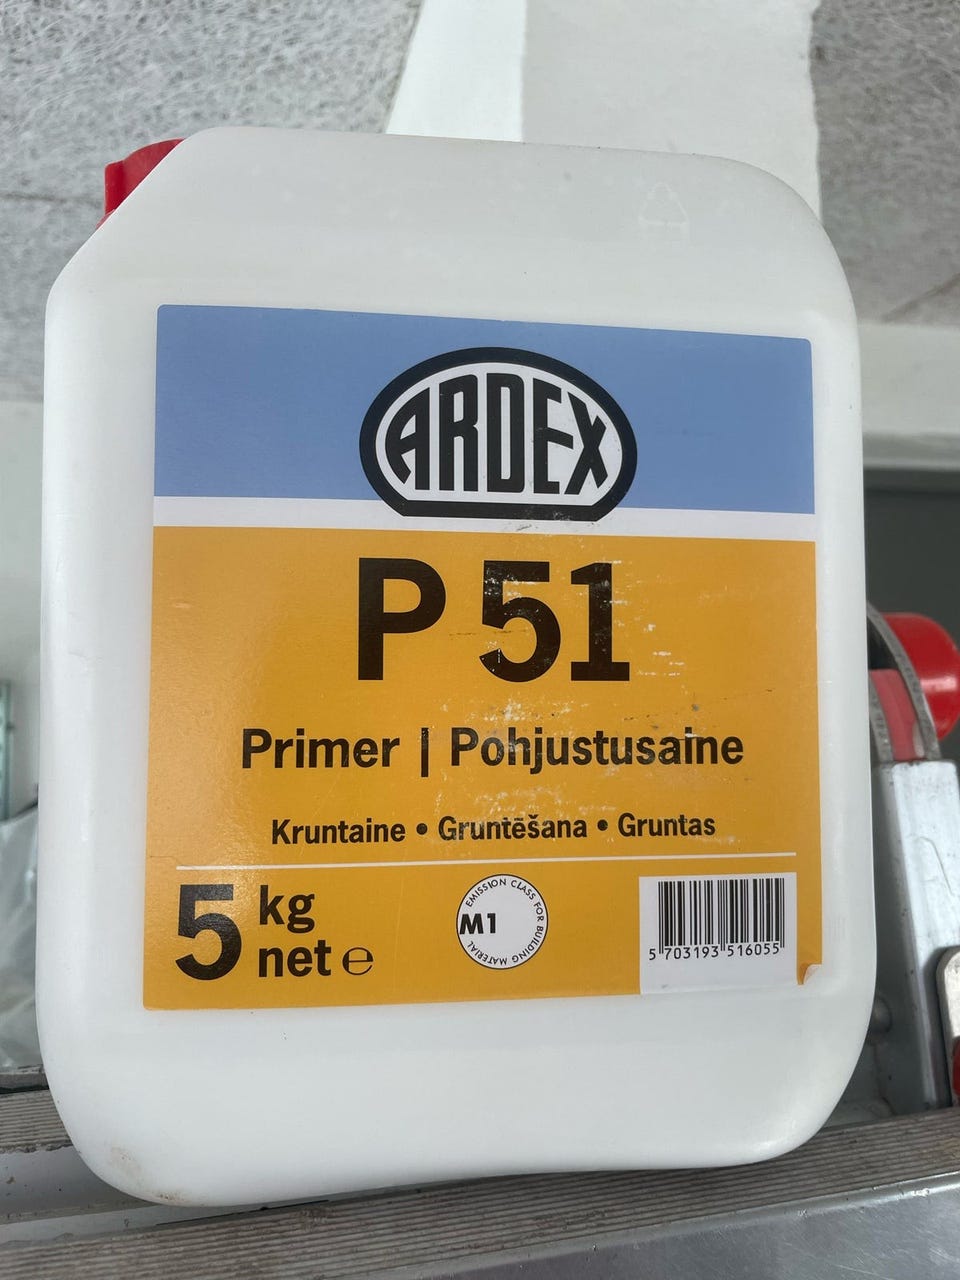 ARDEX
P 51
Primer | Pohjustusaine
Kruntaine • Gruntēšana • Gruntas
5 kg
net ℮
M1
EMISSION CLASS FOR BUILDING MATERIAL
5 703193 516055